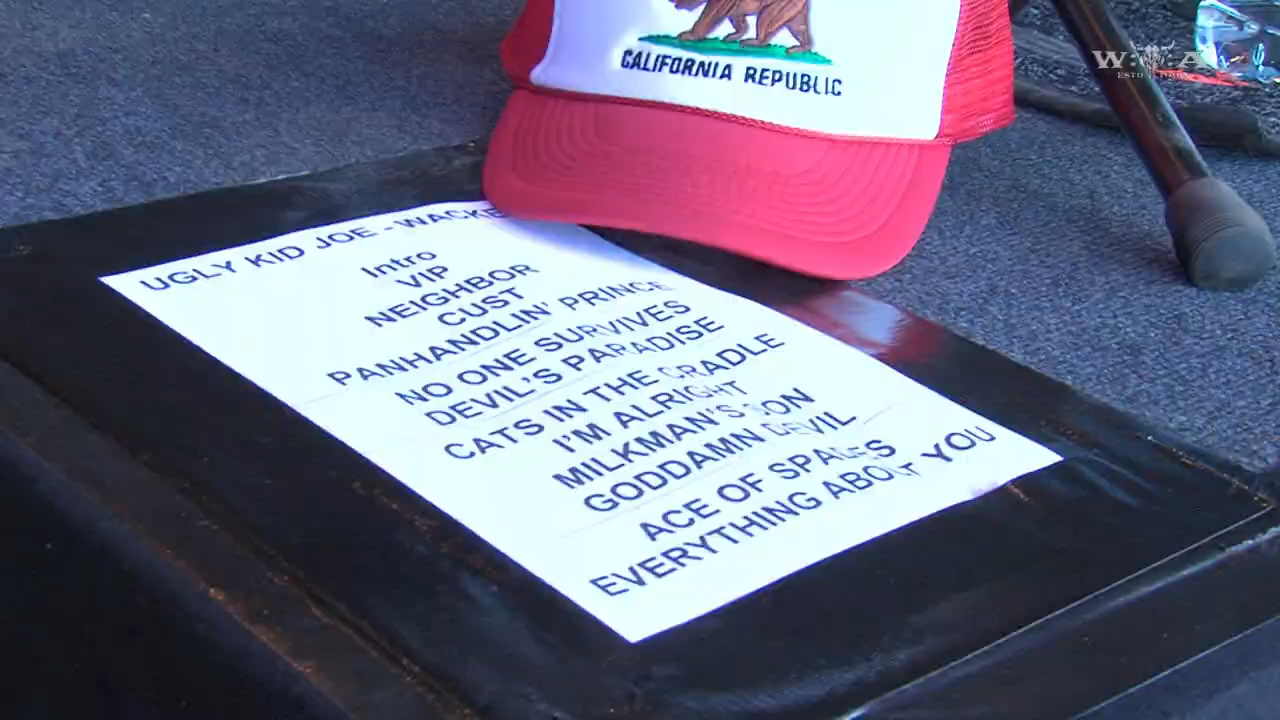 CALIFORNIA REPUBLIC
W:O:A
UGLY KID JOE - WACKE
Intro
VIP
NEIGHBOR
CUST
PANHANDLIN' PRINCE
NO ONE SURVIVES
DEVIL'S PARADISE
CATS IN THE CRADLE
I'M ALRIGHT
MILKMAN'S SON
GODDAMN DEVIL
ACE OF SPADES
EVERYTHING ABOUT YOU